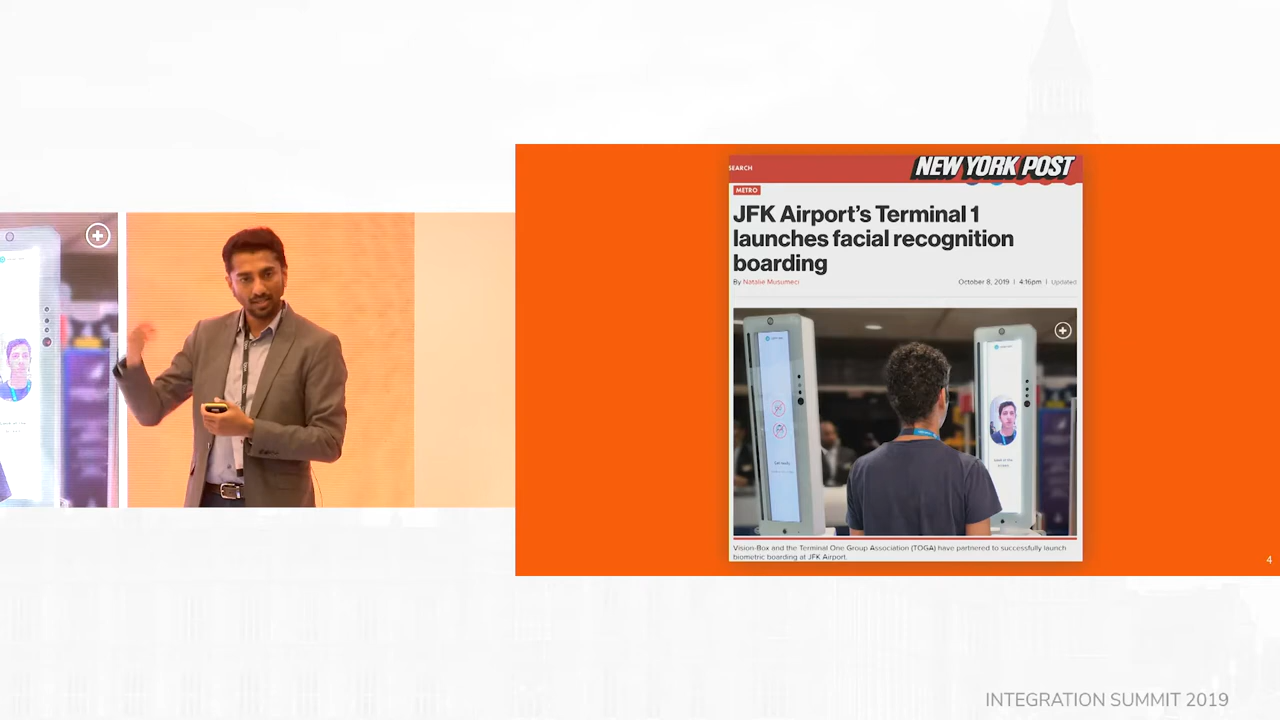 SEARCH
NEW YORK POST
METRO
JFK Airport's Terminal 1
launches facial recognition
boarding
By Natalie Musumeci
October 8, 2019 | 4:16pm | Updated
Vision-Box and the Terminal One Group Association (TOGA) have partnered to successfully launch
biometric boarding at JFK Airport.
4
INTEGRATION SUMMIT 2019